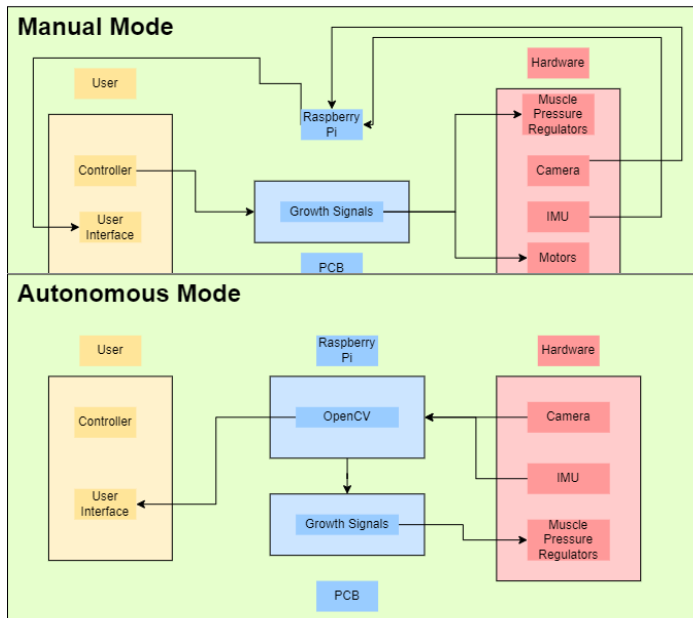 Manual Mode
User
Hardware
Raspberry
Pi
Muscle
Pressure
Regulators
Controller
Camera
User
Interface
Growth Signals
IMU
Motors
PCB
Autonomous Mode
User
Raspberry
Pi
Hardware
Controller
OpenCV
Camera
User
Interface
IMU
Growth Signals
Muscle
Pressure
Regulators
PCB